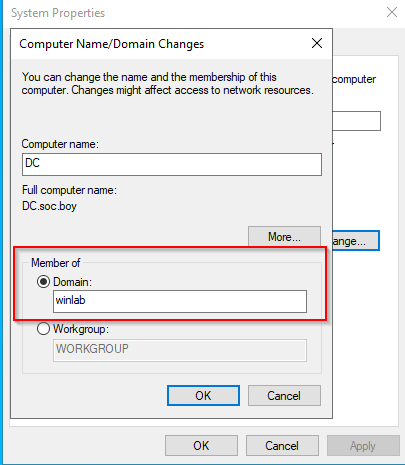 System Properties
Computer Name/Domain Changes
You can change the name and the membership of this
computer. Changes might affect access to network resources.
computer
Computer name:
DC
Full computer name:
DC.soc.boy
More...
ange...
Member of
Domain:
winlab
Workgroup:
WORKGROUP
OK
Cancel
OK
Cancel
Apply